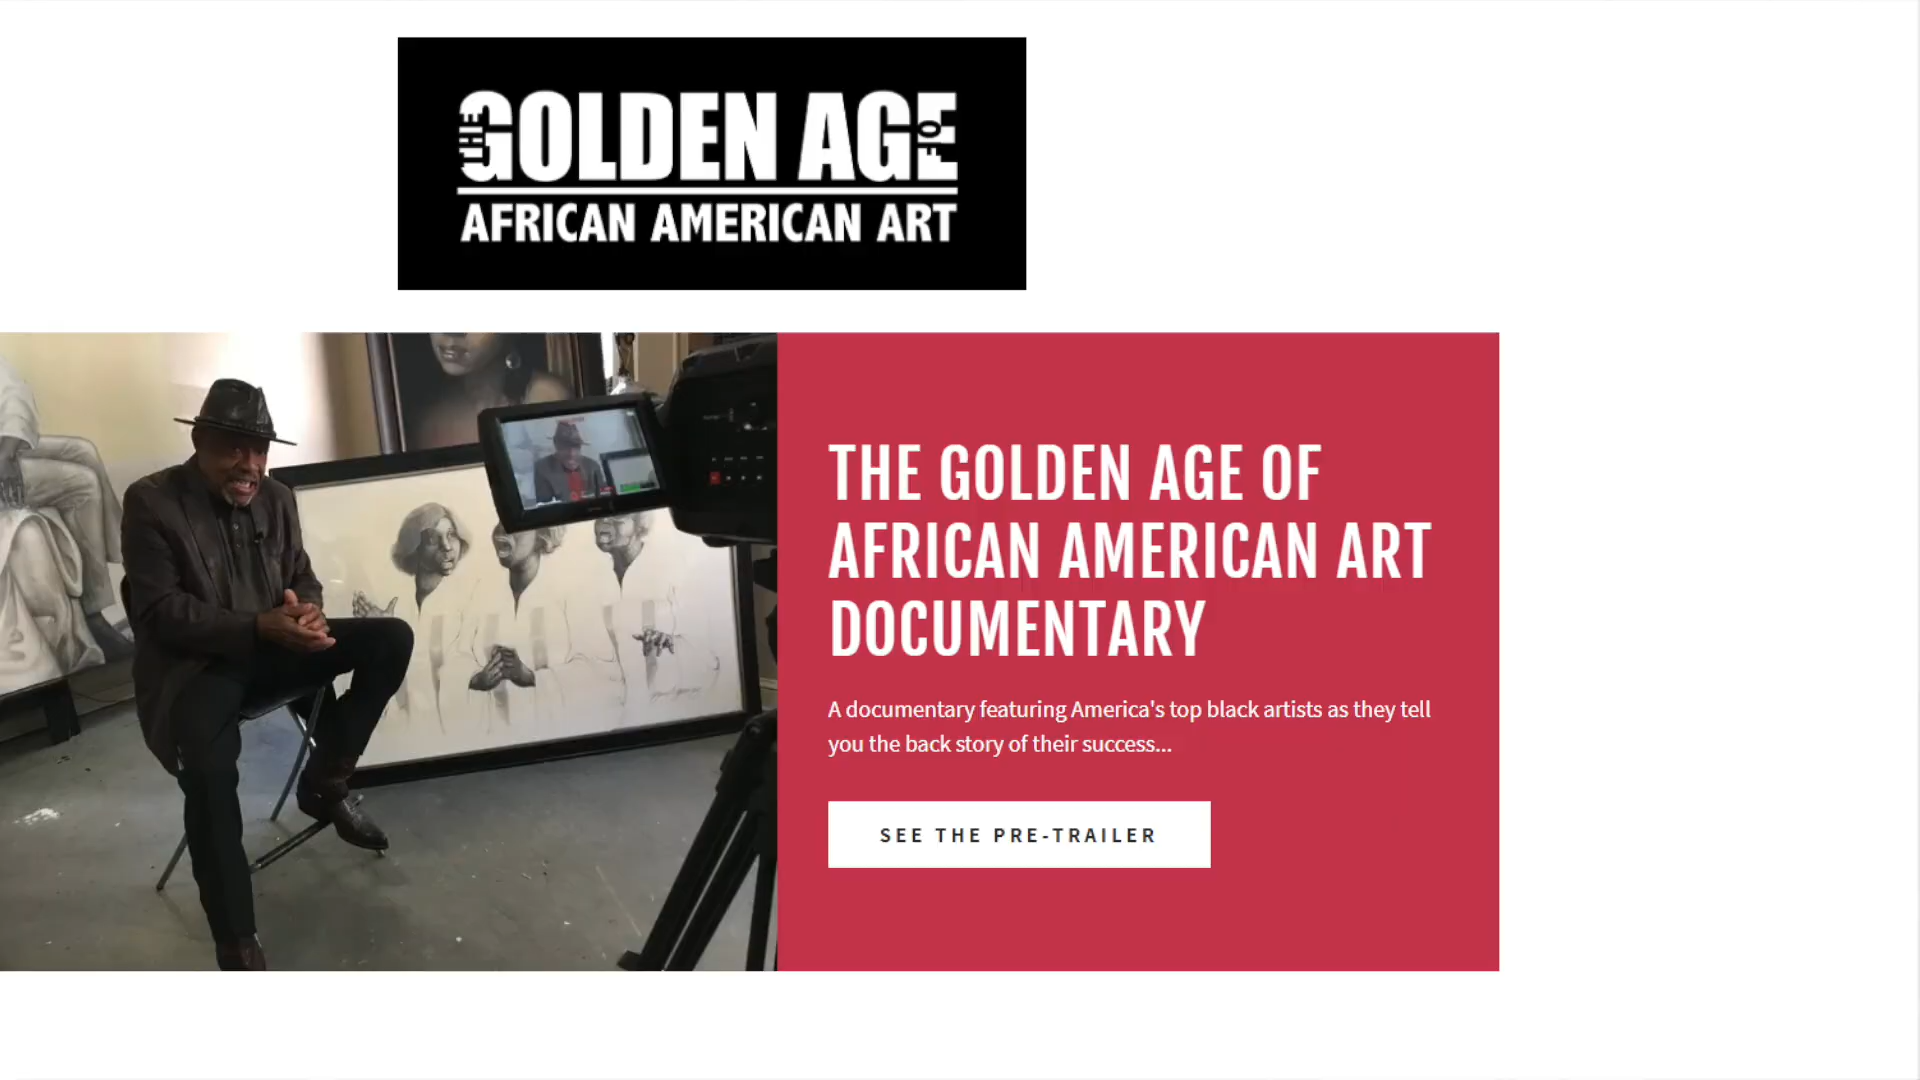 THE GOLDEN AGE OF
AFRICAN AMERICAN ART
THE GOLDEN AGE OF
AFRICAN AMERICAN ART
DOCUMENTARY
A documentary featuring America's top black artists as they tell
you the back story of their success...
SEE THE PRE-TRAILER